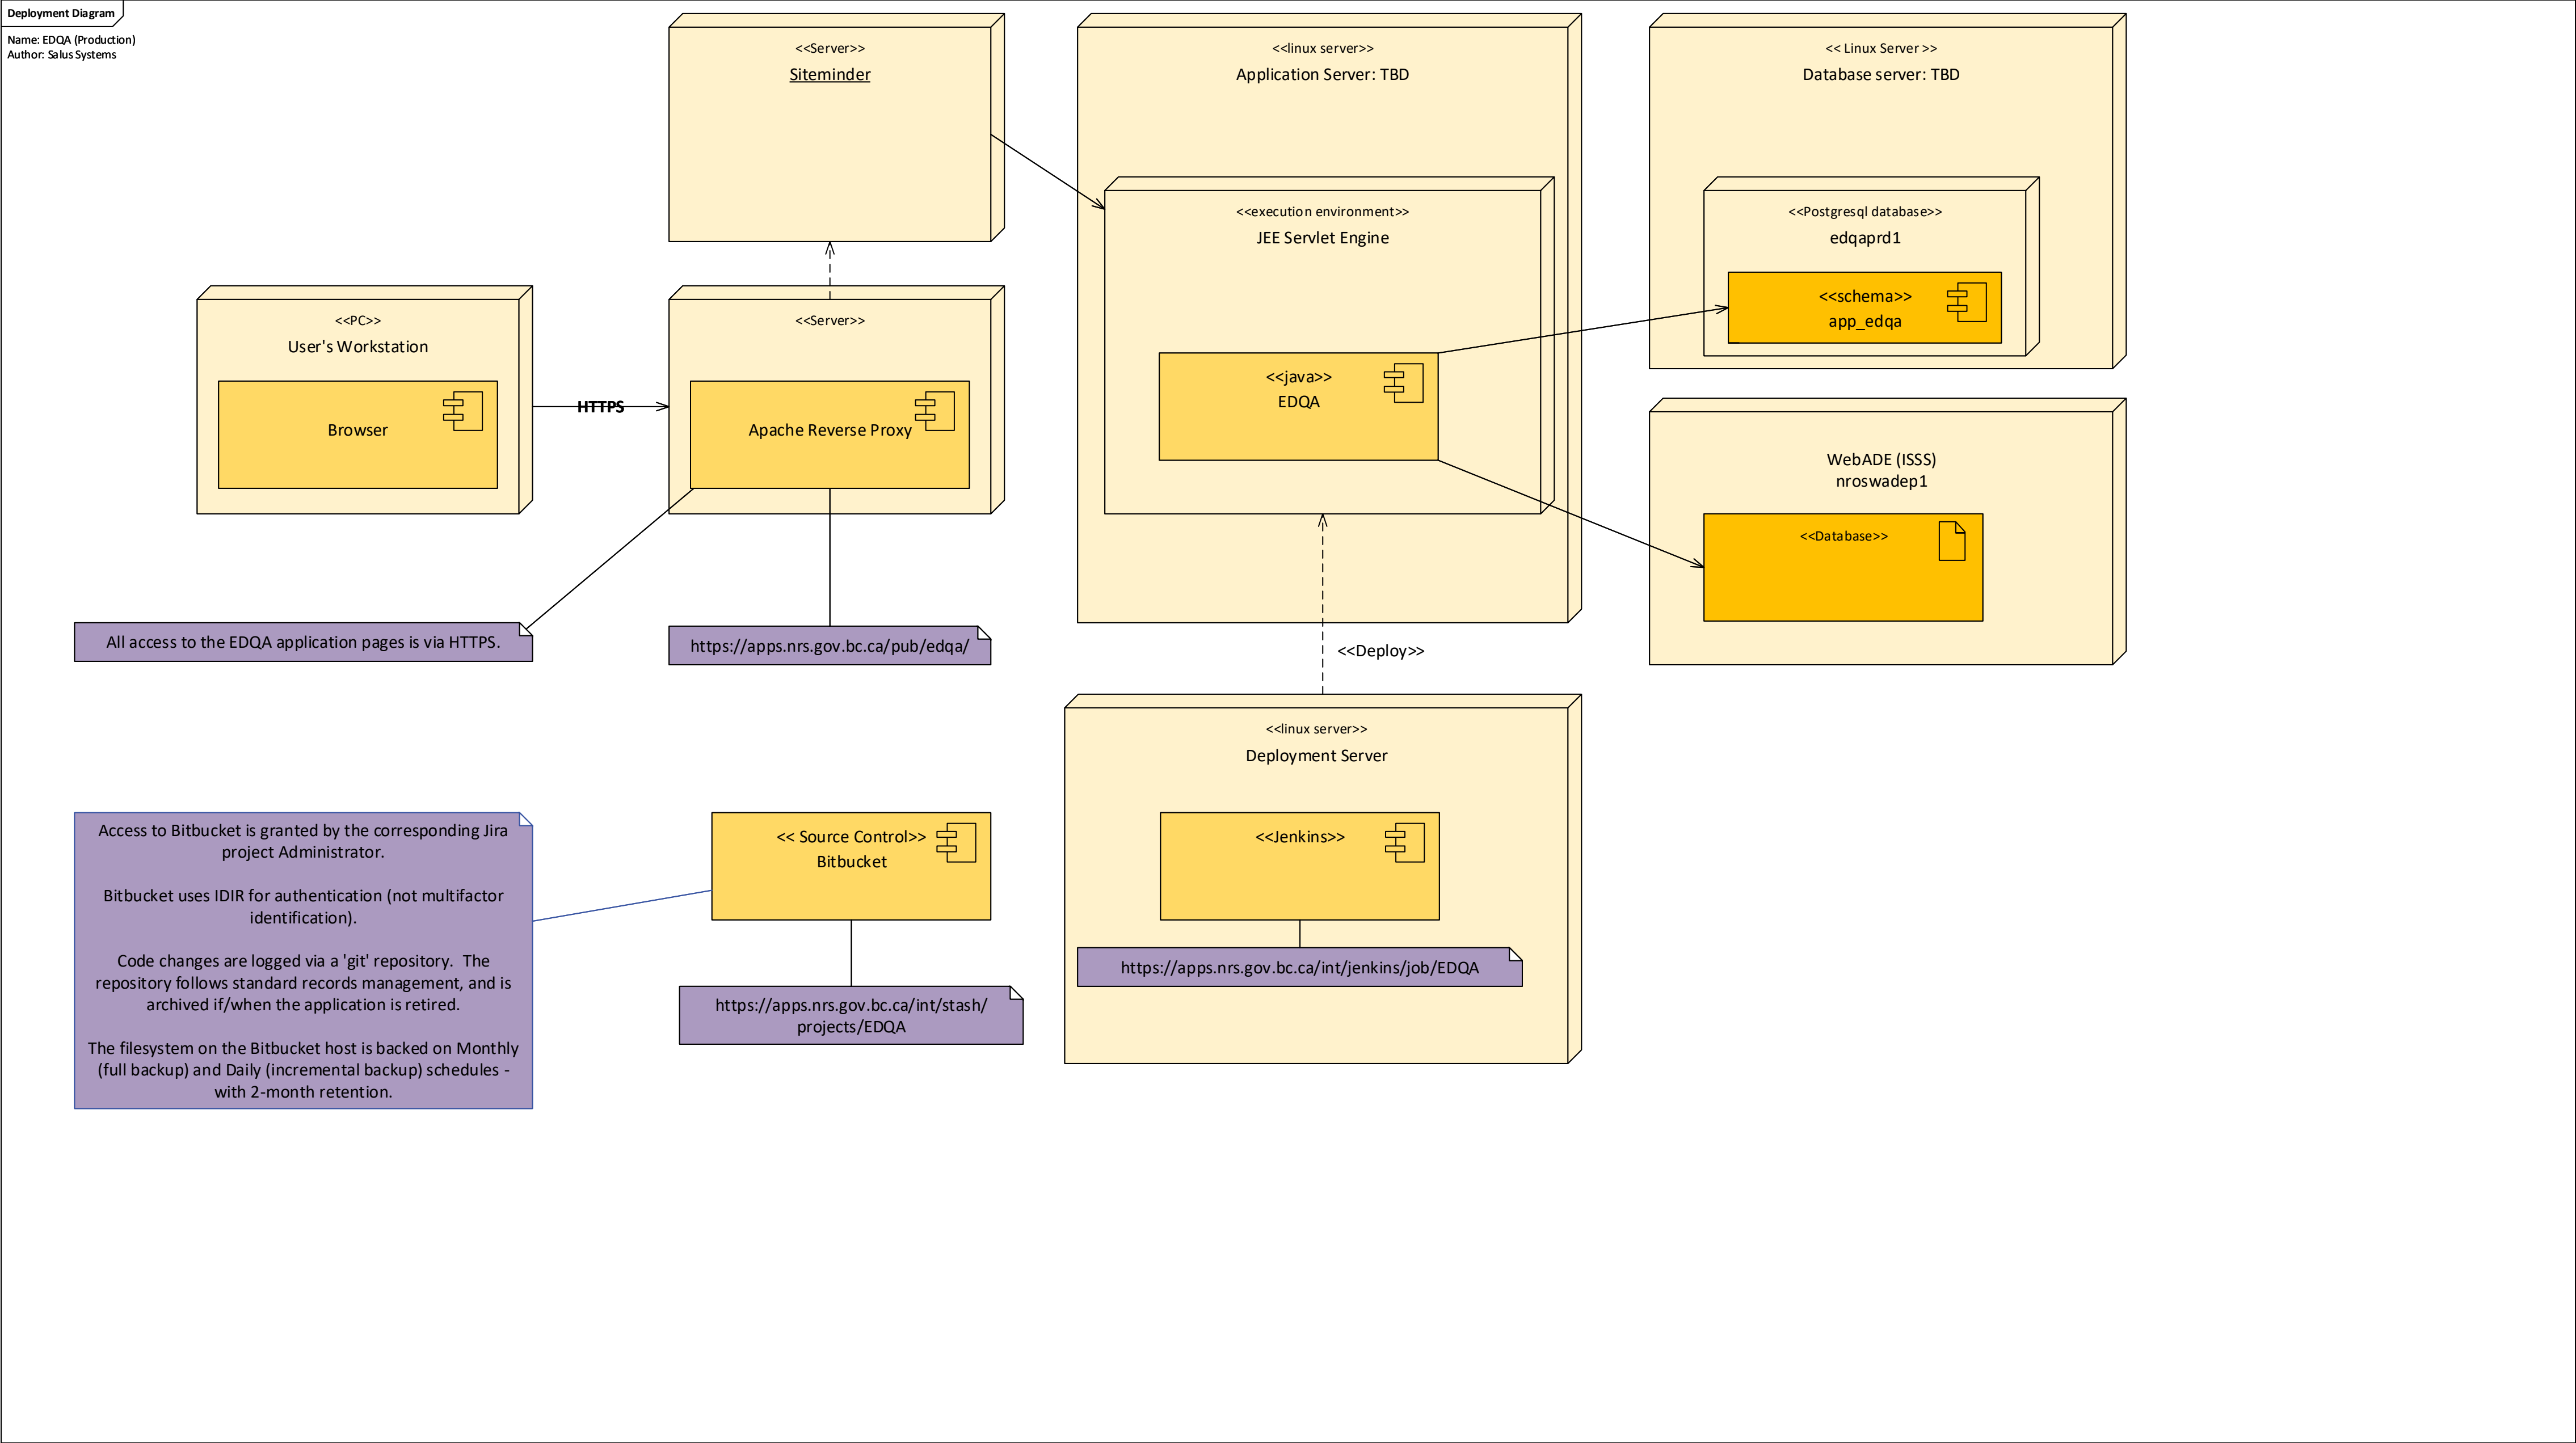 Deployment Diagram
Name: EDQA (Production)
Author: Salus Systems
<<Server>>
Siteminder
<<linux server>>
Application Server: TBD
<< Linux Server >>
Database server: TBD
<<execution environment>>
JEE Servlet Engine
<<Postgresql database>>
edqaprd1
<<schema>>
app_edqa
<<PC>>
User's Workstation
Browser
HTTPS
<<Server>>
Apache Reverse Proxy
<<java>>
EDQA
WebADE (ISSS)
nroswadep1
<<Database>>
All access to the EDQA application pages is via HTTPS.
https://apps.nrs.gov.bc.ca/pub/edqa/
<<Deploy>>
<<linux server>>
Deployment Server
Access to Bitbucket is granted by the corresponding Jira
project Administrator.
Bitbucket uses IDIR for authentication (not multifactor
identification).
Code changes are logged via a 'git' repository.  The
repository follows standard records management, and is
archived if/when the application is retired.
The filesystem on the Bitbucket host is backed on Monthly
(full backup) and Daily (incremental backup) schedules -
with 2-month retention.
<< Source Control>>
Bitbucket
https://apps.nrs.gov.bc.ca/int/stash/
projects/EDQA
<<Jenkins>>
https://apps.nrs.gov.bc.ca/int/jenkins/job/EDQA